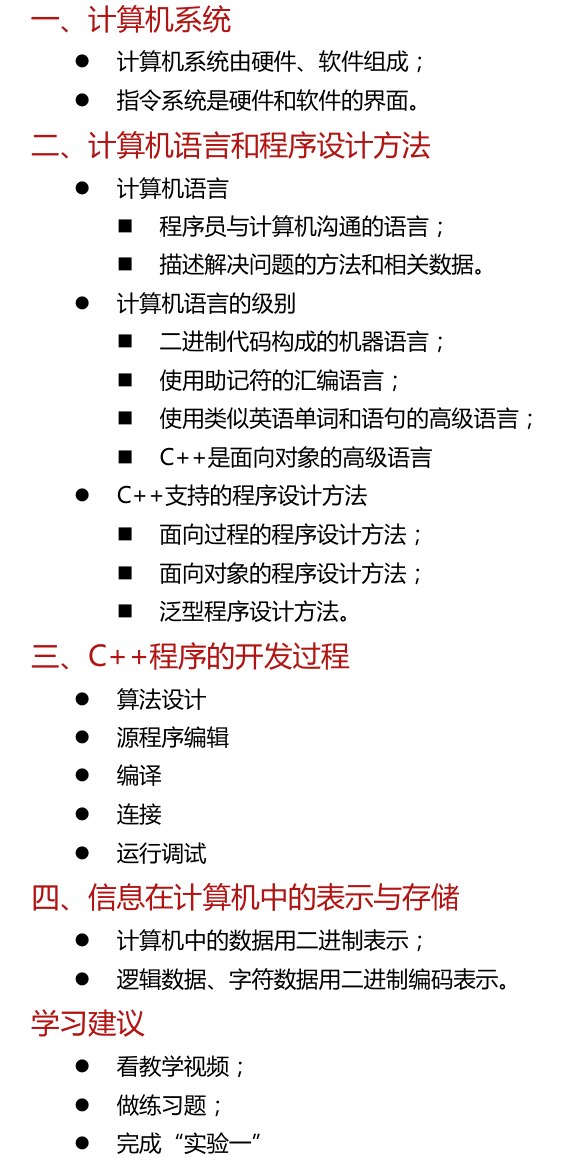 一、计算机系统
● 计算机系统由硬件、软件组成；
● 指令系统是硬件和软件的界面。
二、计算机语言和程序设计方法
● 计算机语言
■ 程序员与计算机沟通的语言；
■ 描述解决问题的方法和相关数据。
● 计算机语言的级别
■ 二进制代码构成的机器语言；
■ 使用助记符的汇编语言；
■ 使用类似英语单词和语句的高级语言；
■ C++是面向对象的高级语言
● C++支持的程序设计方法
■ 面向过程的程序设计方法；
■ 面向对象的程序设计方法；
■ 泛型程序设计方法。
三、C++程序的开发过程
● 算法设计
● 源程序编辑
● 编译
● 连接
● 运行调试
四、信息在计算机中的表示与存储
● 计算机中的数据用二进制表示；
● 逻辑数据、字符数据用二进制编码表示。
学习建议
● 看教学视频；
● 做练习题；
● 完成“实验一”